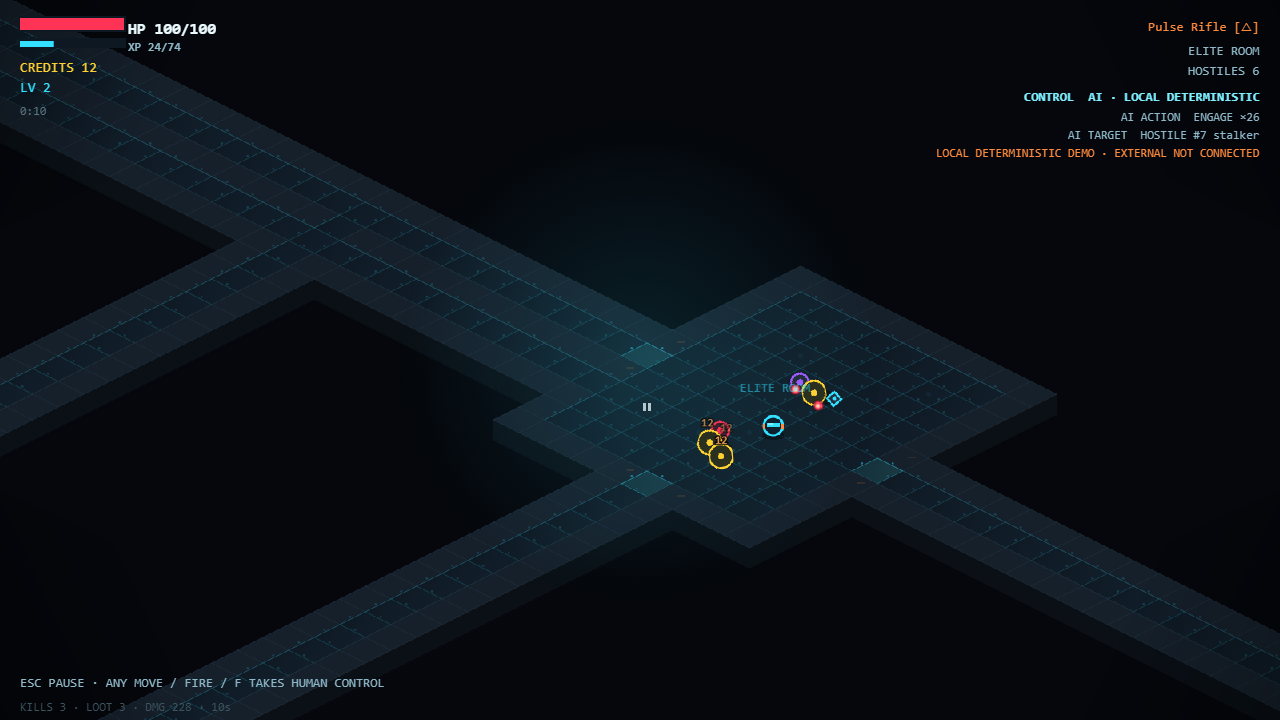 HP 100/100
XP 24/74
CREDITS 12
LV 2
0:10
Pulse Rifle [△]
ELITE ROOM
HOSTILES 6
CONTROL  AI · LOCAL DETERMINISTIC
AI ACTION  ENGAGE ×26
AI TARGET  HOSTILE #7 stalker
LOCAL DETERMINISTIC DEMO · EXTERNAL NOT CONNECTED
ELITE
12
12
ESC PAUSE · ANY MOVE / FIRE / F TAKES HUMAN CONTROL
KILLS 3 · LOOT 3 · DMG 228 · 10s